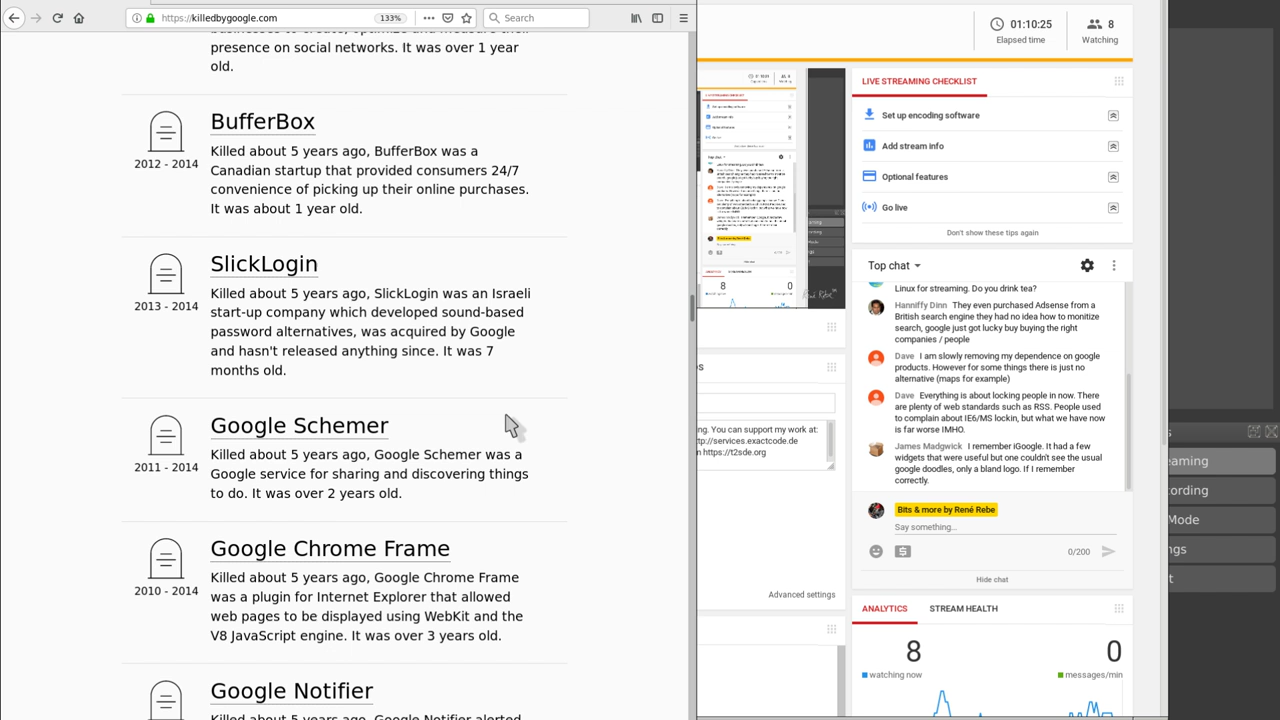 https://killedbygoogle.com
133%
Search
presence on social networks. It was over 1 year
old.
BufferBox
2012 - 2014
Killed about 5 years ago, BufferBox was a
Canadian startup that provided consumers 24/7
convenience of picking up their online purchases.
It was about 1 year old.
SlickLogin
2013 - 2014
Killed about 5 years ago, SlickLogin was an Israeli
start-up company which developed sound-based
password alternatives, was acquired by Google
and hasn't released anything since. It was 7
months old.
Google Schemer
2011 - 2014
Killed about 5 years ago, Google Schemer was a
Google service for sharing and discovering things
to do. It was over 2 years old.
Google Chrome Frame
2010 - 2014
Killed about 5 years ago, Google Chrome Frame
was a plugin for Internet Explorer that allowed
web pages to be displayed using WebKit and the
V8 JavaScript engine. It was over 3 years old.
Google Notifier
Killed about 5 years ago, Google Notifier alerted
01:10:25
Elapsed time
8
Watching
LIVE STREAMING CHECKLIST
Set up encoding software
Add stream info
Optional features
Go live
Don't show these tips again
Top chat
Linux for streaming. Do you drink tea?
Hanniffy Dinn They even purchased Adsense from a
British search engine they had no idea how to monitize
search, google just got lucky buy buying the right
companies / people
Dave I am slowly removing my dependence on google
products. However for some things there is just no
alternative (maps for example)
Dave Everything is about locking people in now. There
are plenty of web standards such as RSS. People used
to complain about IE6/MS lockin, but what we have now
is far worse IMHO.
James Madgwick I remember iGoogle. It had a few
widgets that were useful but one couldn't see the usual
google doodles, only a bland logo. If I remember
correctly.
Bits & more by René Rebe
Say something...
0/200
Hide chat
ANALYTICS
STREAM HEALTH
8
watching now
0
messages/min
René Rebe
ing. You can support my work at:
ttp://services.exactcode.de
n https://t2sde.org
Advanced settings
eaming
cording
Mode
ngs